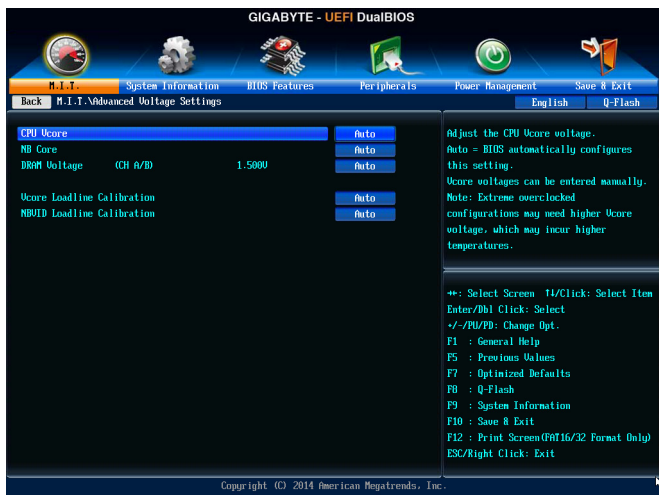 GIGABYTE - UEFI DualBIOS
M.I.T. System Information BIOS Features Peripherals Power Management Save & Exit
Back M.I.T.\Advanced Voltage Settings English Q-Flash
CPU Vcore Auto
NB Core Auto
DRAM Voltage (CH A/B) 1.500V Auto
Vcore Loadline Calibration Auto
NBVID Loadline Calibration Auto
Adjust the CPU Vcore voltage.
Auto = BIOS automatically configures
this setting.
Vcore voltages can be entered manually.
Note: Extreme overclocked
configurations may need higher Vcore
voltage, which may incur higher
temperatures.
→←: Select Screen ↑↓/Click: Select Item
Enter/Dbl Click: Select
+/-/PU/PD: Change Opt.
F1 : General Help
F5 : Previous Values
F7 : Optimized Defaults
F8 : Q-Flash
F9 : System Information
F10 : Save & Exit
F12 : Print Screen(FAT16/32 Format Only)
ESC/Right Click: Exit
Copyright (C) 2014 American Megatrends, Inc.